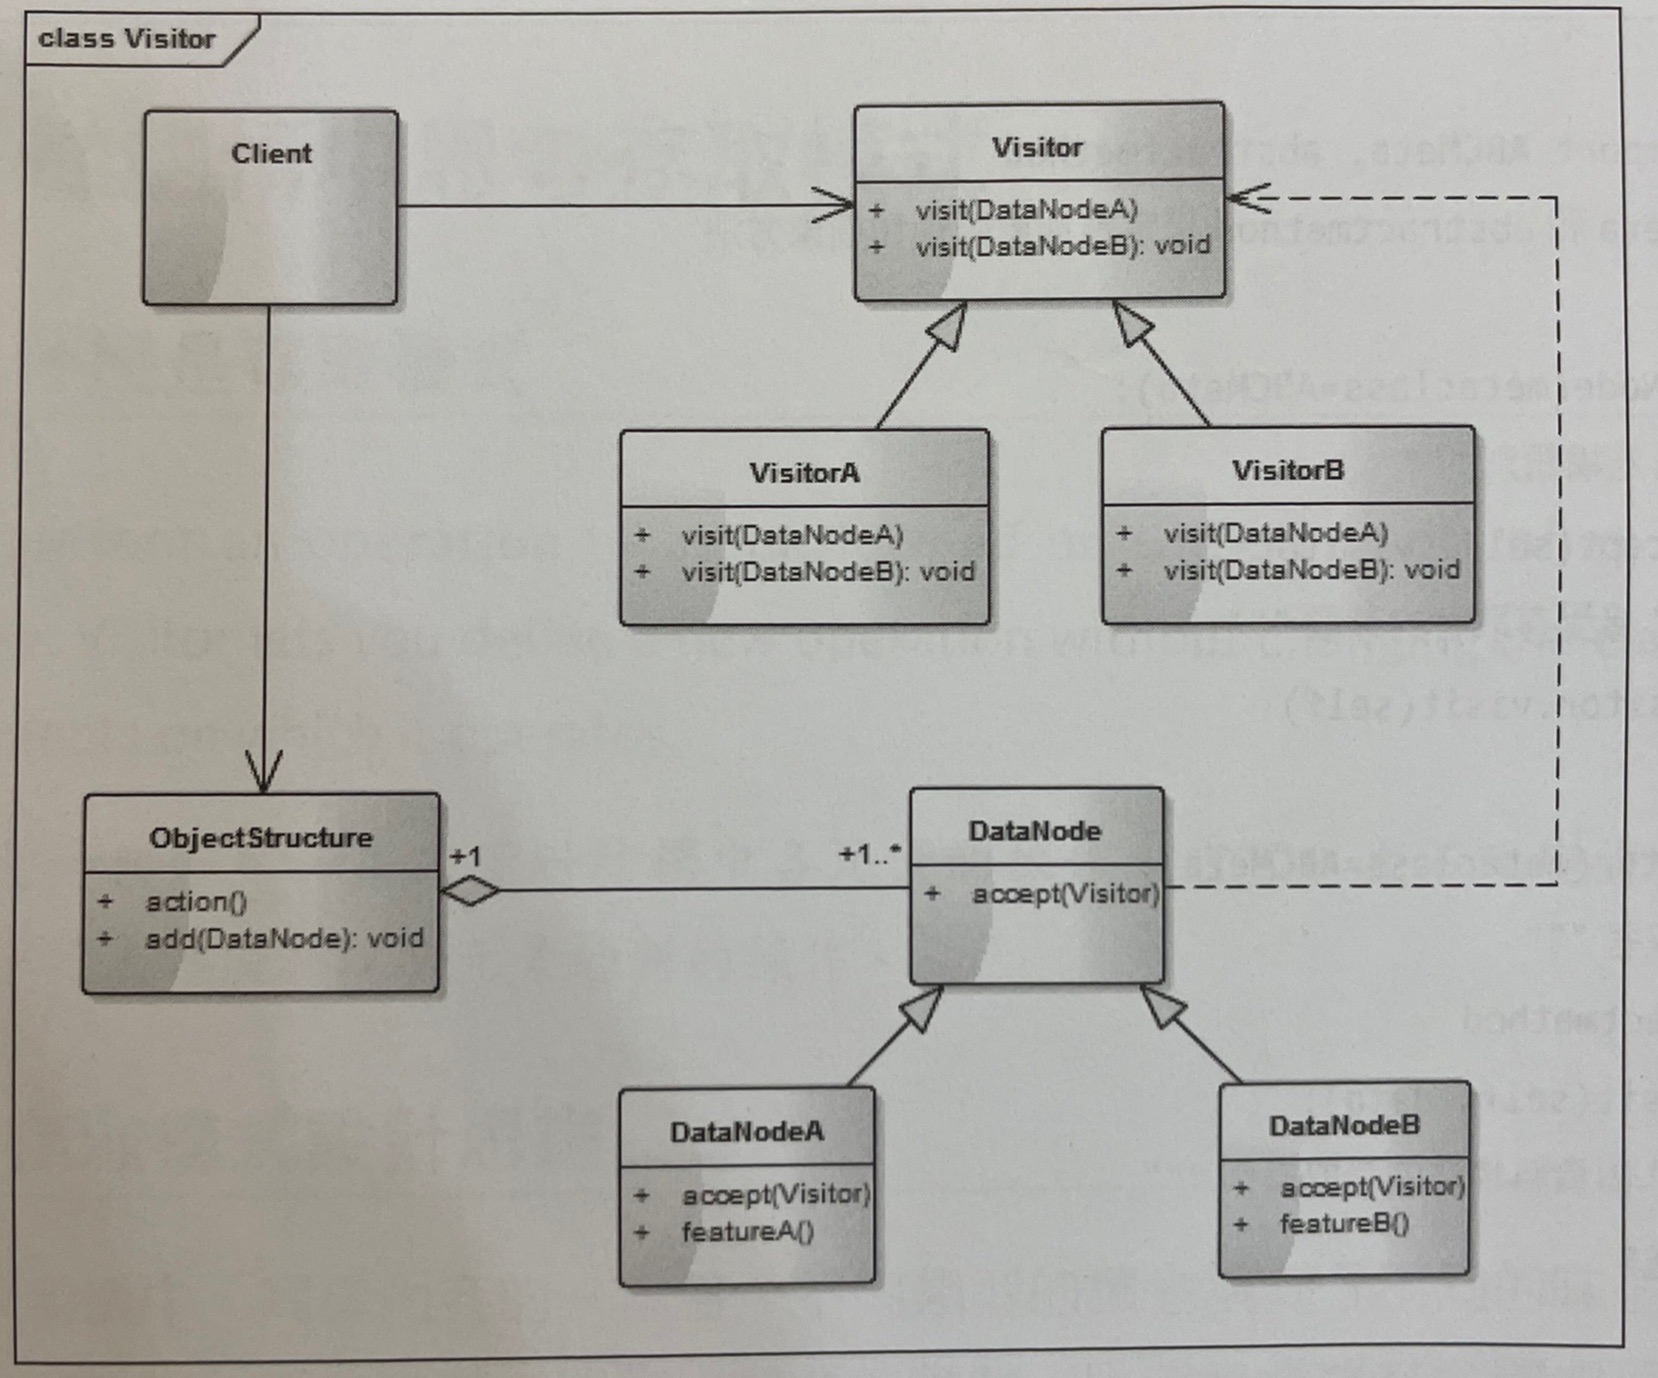 class Visitor
Client
Visitor
+ visit(DataNodeA)
+ visit(DataNodeB): void
VisitorA
+ visit(DataNodeA)
+ visit(DataNodeB): void
VisitorB
+ visit(DataNodeA)
+ visit(DataNodeB): void
ObjectStructure
+ action()
+ add(DataNode): void
+1
+1..*
DataNode
+ accept(Visitor)
DataNodeA
+ accept(Visitor)
+ featureA()
DataNodeB
+ accept(Visitor)
+ featureB()